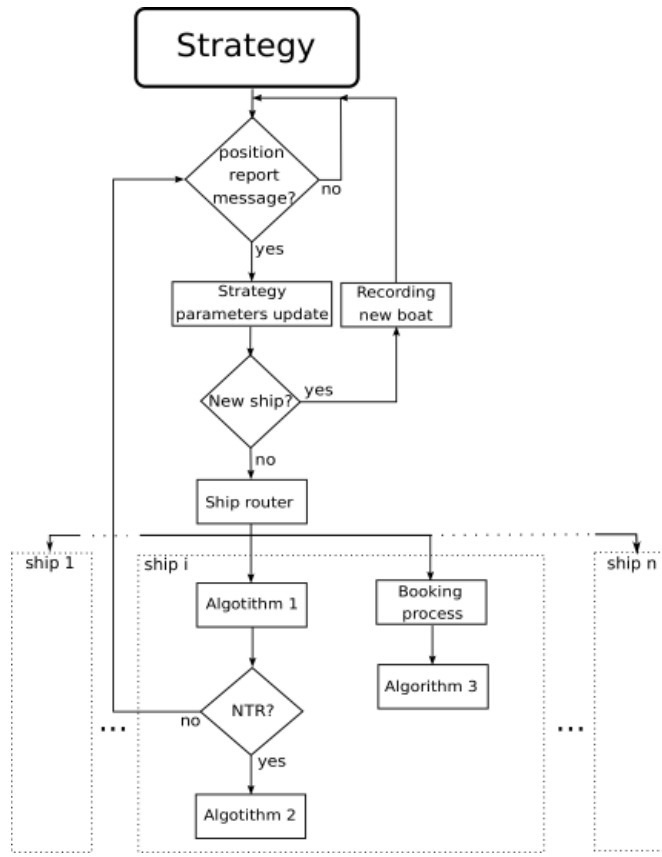 Strategy
position
report
message?
no
yes
Strategy
parameters update
Recording
new boat
New ship?
yes
no
Ship router
ship 1
ship i
ship n
Algotithm 1
Booking
process
Algorithm 3
NTR?
no
...
...
yes
Algotithm 2